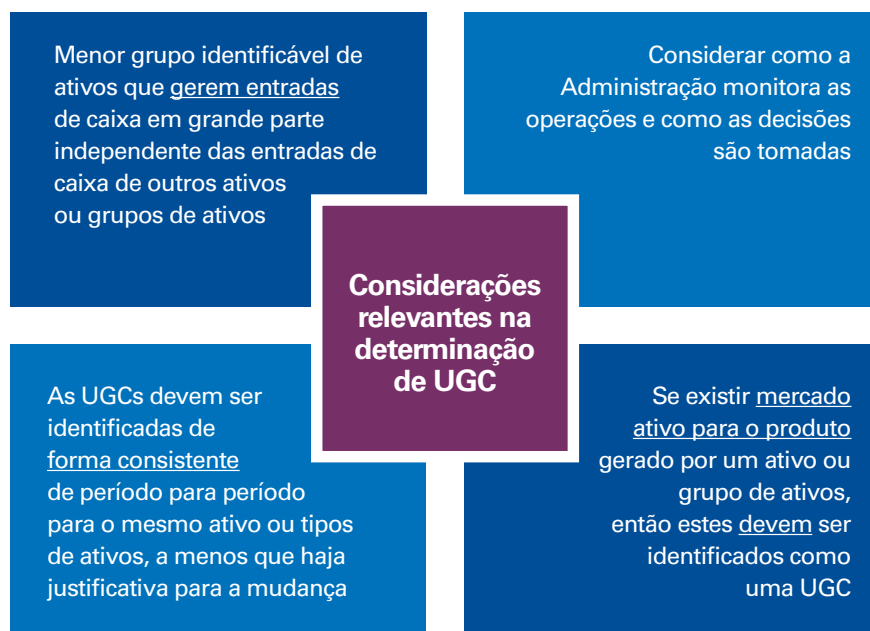 Menor grupo identificável de
ativos que gerem entradas
de caixa em grande parte
independente das entradas de
caixa de outros ativos
ou grupos de ativos
Considerar como a
Administração monitora as
operações e como as decisões
são tomadas
Considerações
relevantes na
determinação
de UGC
As UGCs devem ser
identificadas de
forma consistente
de período para período
para o mesmo ativo ou tipos
de ativos, a menos que haja
justificativa para a mudança
Se existir mercado
ativo para o produto
gerado por um ativo ou
grupo de ativos,
então estes devem ser
identificados como
uma UGC